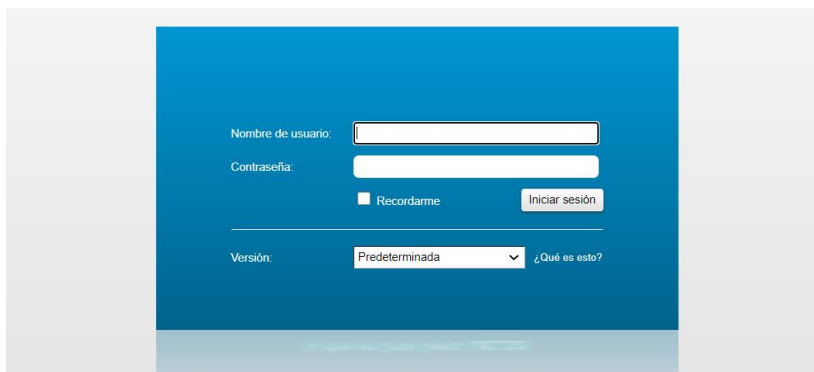 Nombre de usuario:
Contraseña:
Recordarme Iniciar sesión
Versión: Predeterminada ¿Qué es esto?